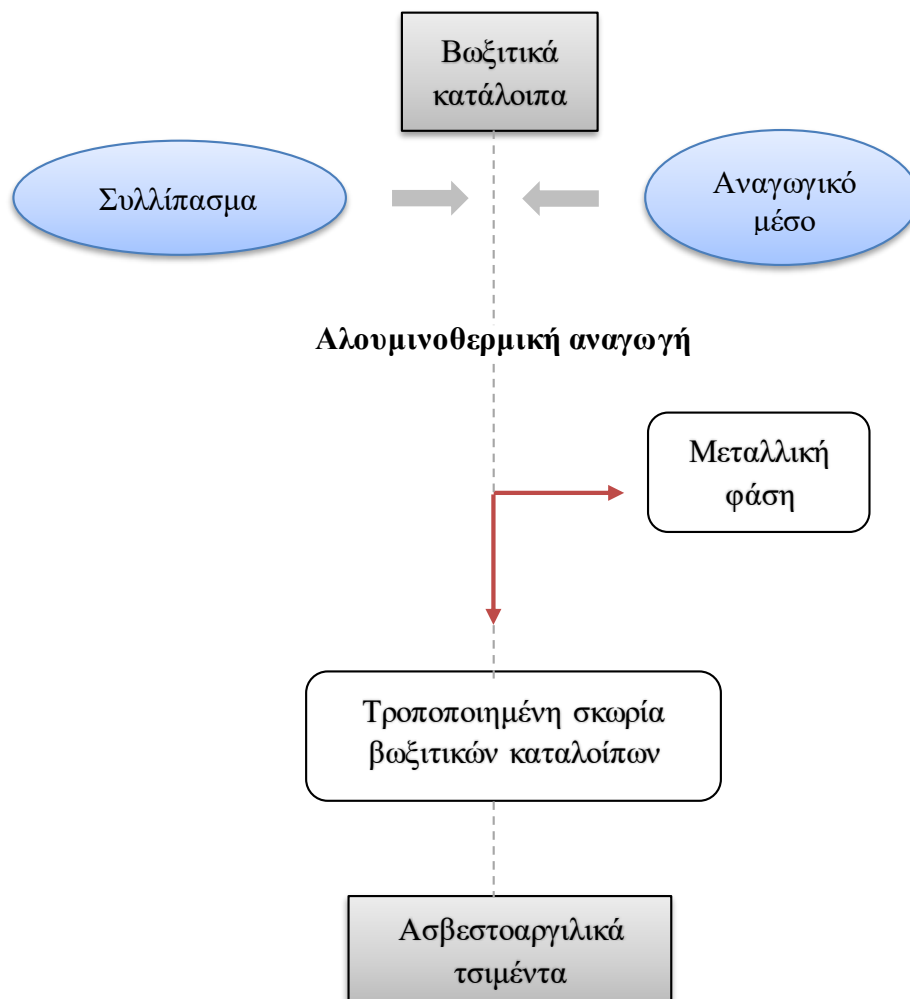 Βωξιτικά
κατάλοιπα
Συλλίπασμα
Αναγωγικό
μέσο
Αλουμινοθερμική αναγωγή
Μεταλλική
φάση
Τροποποιημένη σκωρία
βωξιτικών καταλοίπων
Ασβεστοαργιλικά
τσιμέντα